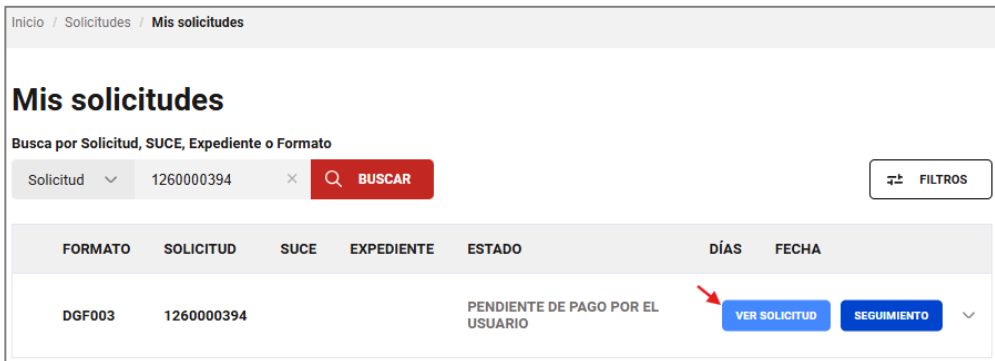 Inicio / Solicitudes / Mis solicitudes
Mis solicitudes
Busca por Solicitud, SUCE, Expediente o Formato
Solicitud 1260000394 × BUSCAR FILTROS
FORMATO SOLICITUD SUCE EXPEDIENTE ESTADO DÍAS FECHA
DGF003 1260000394 PENDIENTE DE PAGO POR EL USUARIO VER SOLICITUD SEGUIMIENTO